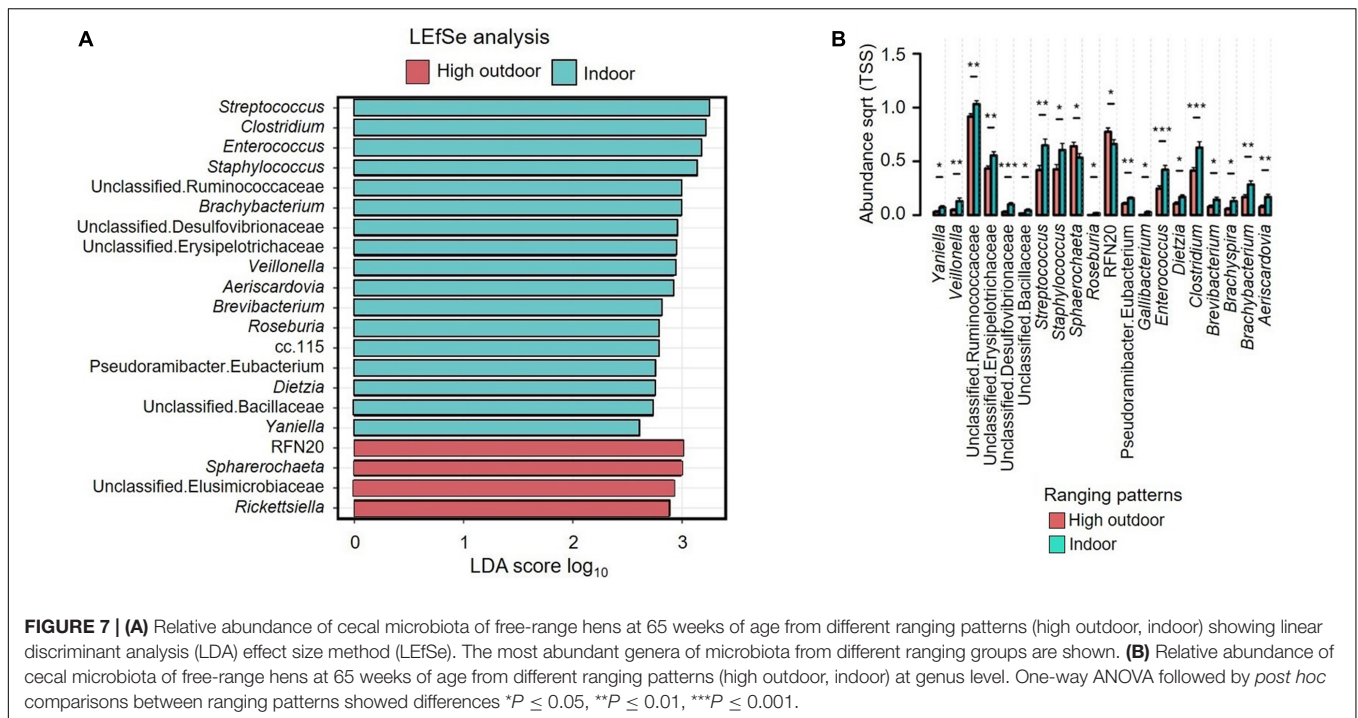 A
LEfSe analysis
High outdoor Indoor
Streptococcus
Clostridium
Enterococcus
Staphylococcus
Unclassified.Ruminococcaceae
Brachybacterium
Unclassified.Desulfovibrionaceae
Unclassified.Erysipelotrichaceae
Veillonella
Aeriscardovia
Brevibacterium
Roseburia
cc.115
Pseudoramibacter.Eubacterium
Dietzia
Unclassified.Bacillaceae
Yaniella
RFN20
Spharerochaeta
Unclassified.Elusimicrobiaceae
Rickettsiella
0 1 2 3
LDA score log10
B
Abundance sqrt (TSS)
1.5
1.0
0.5
0.0
* ** ** ** *** * ** * * * * ** * *** * *** * * ** **
Yaniella
Veillonella
Unclassified.Ruminococcaceae
Unclassified.Erysipelotrichaceae
Unclassified.Desulfovibrionaceae
Unclassified.Bacillaceae
Streptococcus
Staphylococcus
Sphaerochaeta
Roseburia
RFN20
Pseudoramibacter.Eubacterium
Gallibacterium
Enterococcus
Dietzia
Clostridium
Brevibacterium
Brachyspira
Brachybacterium
Aeriscardovia
Ranging patterns
High outdoor
Indoor
FIGURE 7 | (A) Relative abundance of cecal microbiota of free-range hens at 65 weeks of age from different ranging patterns (high outdoor, indoor) showing linear
discriminant analysis (LDA) effect size method (LEfSe). The most abundant genera of microbiota from different ranging groups are shown. (B) Relative abundance of
cecal microbiota of free-range hens at 65 weeks of age from different ranging patterns (high outdoor, indoor) at genus level. One-way ANOVA followed by post hoc
comparisons between ranging patterns showed differences *P ≤ 0.05, **P ≤ 0.01, ***P ≤ 0.001.